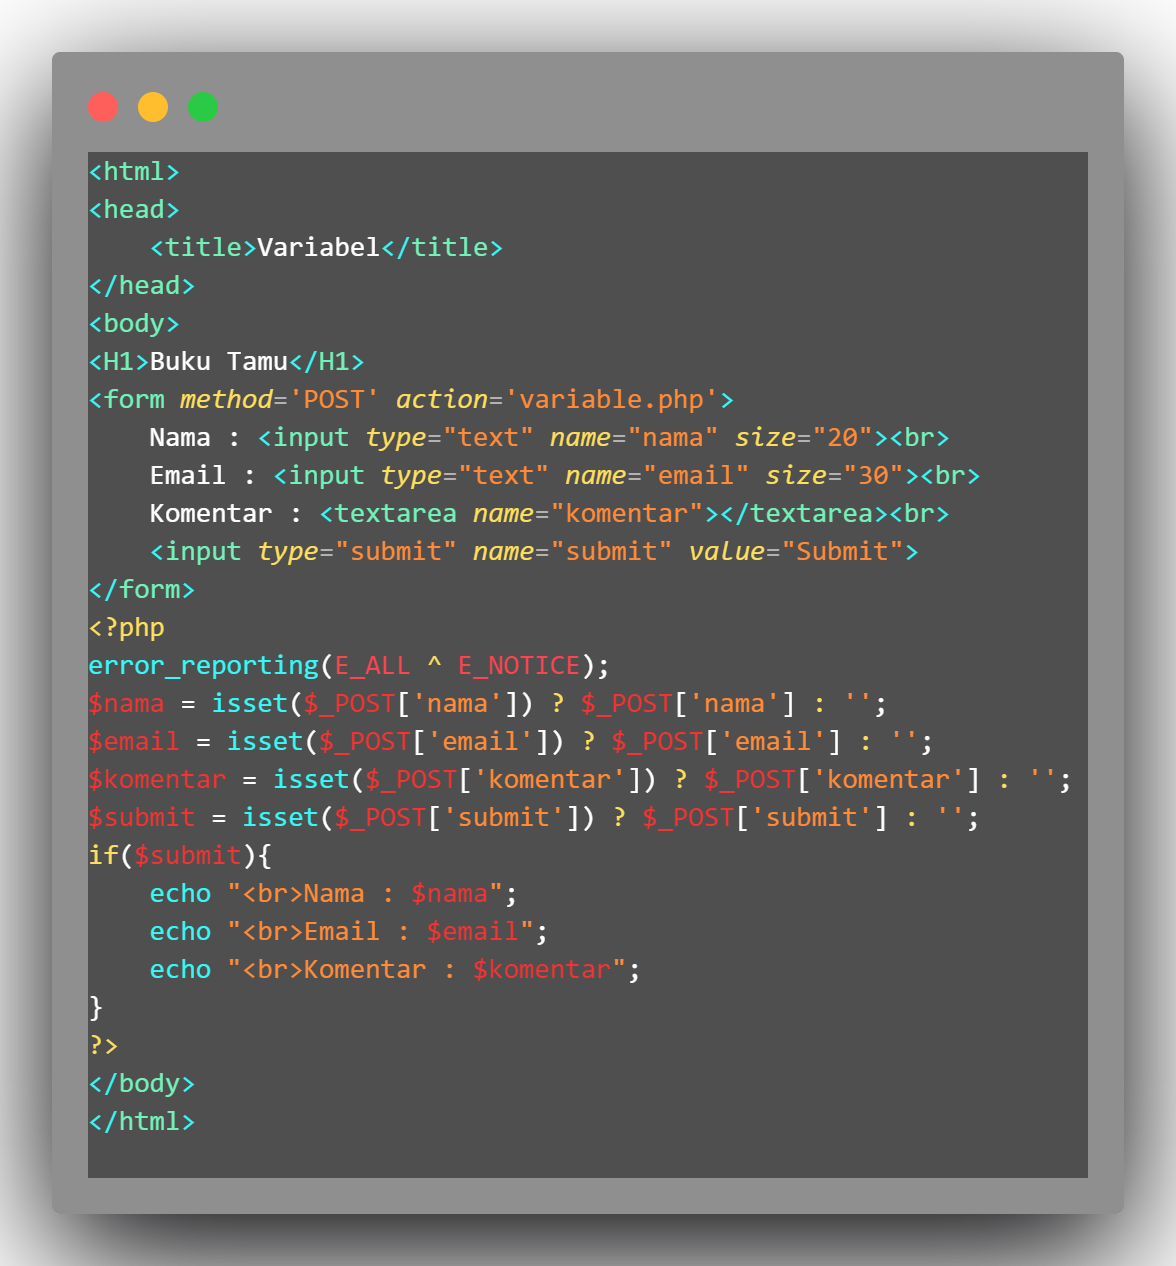 <html>
<head>
    <title>Variabel</title>
</head>
<body>
<H1>Buku Tamu</H1>
<form method='POST' action='variable.php'>
    Nama : <input type="text" name="nama" size="20"><br>
    Email : <input type="text" name="email" size="30"><br>
    Komentar : <textarea name="komentar"></textarea><br>
    <input type="submit" name="submit" value="Submit">
</form>
<?php
error_reporting(E_ALL ^ E_NOTICE);
$nama = isset($_POST['nama']) ? $_POST['nama'] : '';
$email = isset($_POST['email']) ? $_POST['email'] : '';
$komentar = isset($_POST['komentar']) ? $_POST['komentar'] : '';
$submit = isset($_POST['submit']) ? $_POST['submit'] : '';
if($submit){
    echo "<br>Nama : $nama";
    echo "<br>Email : $email";
    echo "<br>Komentar : $komentar";
}
?>
</body>
</html>